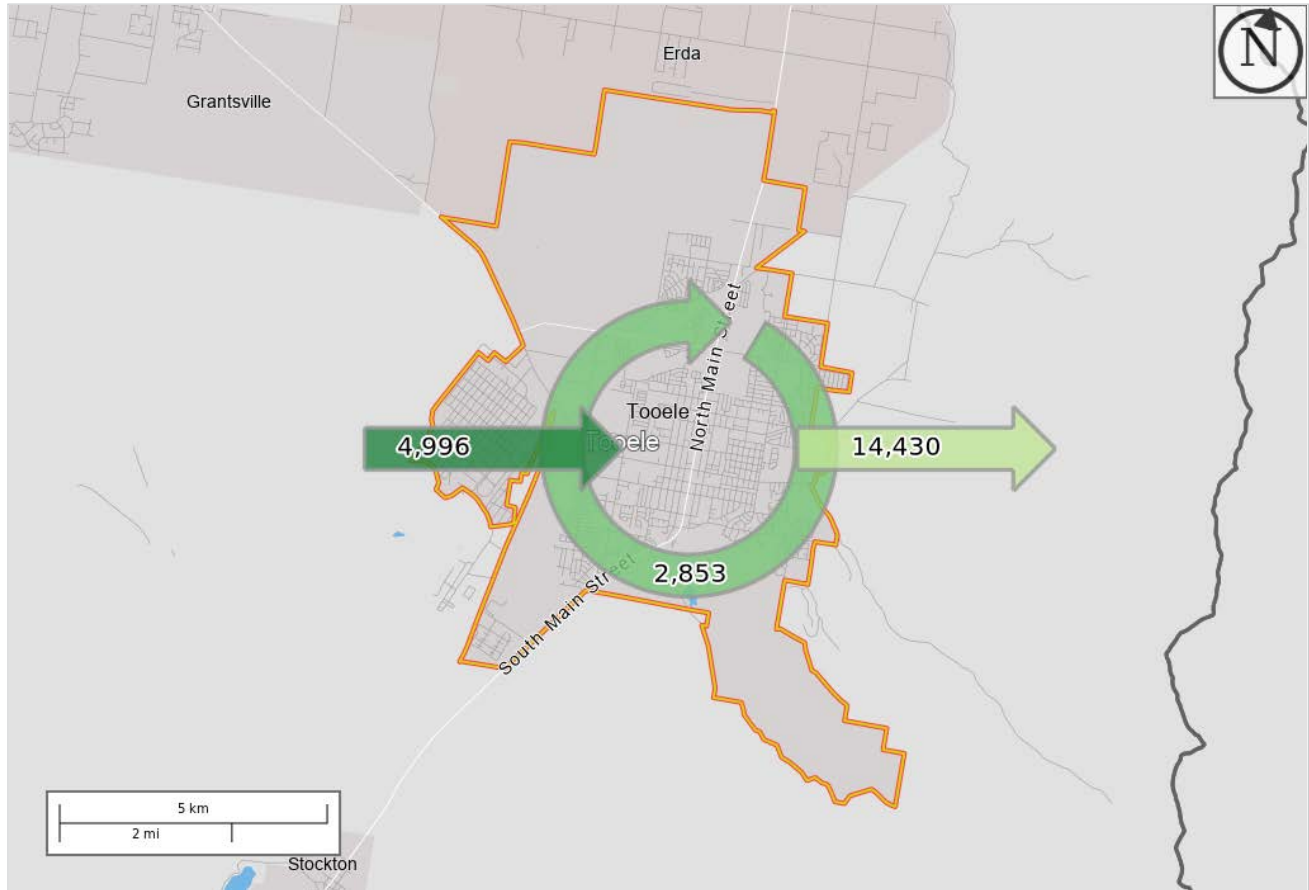 Erda
N
Grantsville
North Main Street
Tooele
Tooele
4,996
14,430
2,853
South Main Street
5 km
2 mi
Stockton